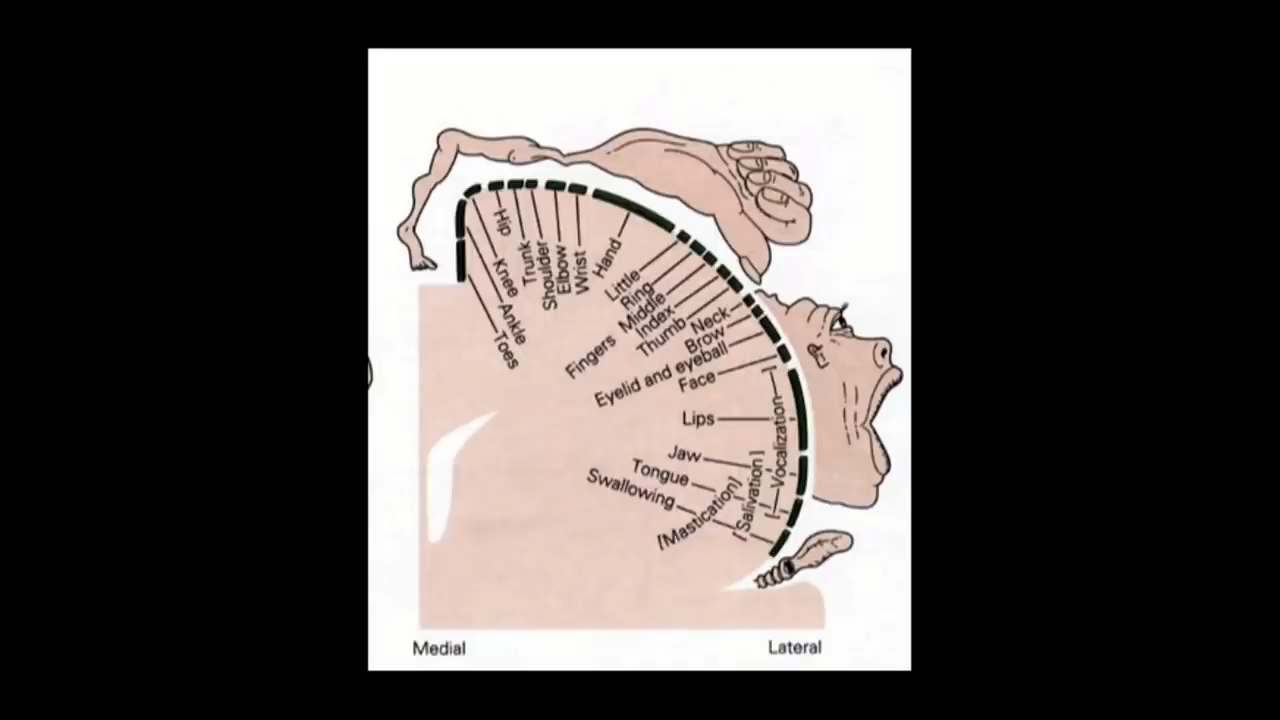 Hip
Trunk
Shoulder
Elbow
Wrist
Hand
Knee
Ankle
Toes
Little
Ring
Middle
Index
Thumb
Fingers
Neck
Brow
Eyelid and eyeball
Face
Lips
Jaw
Tongue
Swallowing
[Mastication]
[Salivation]
[Vocalization]
Medial
Lateral